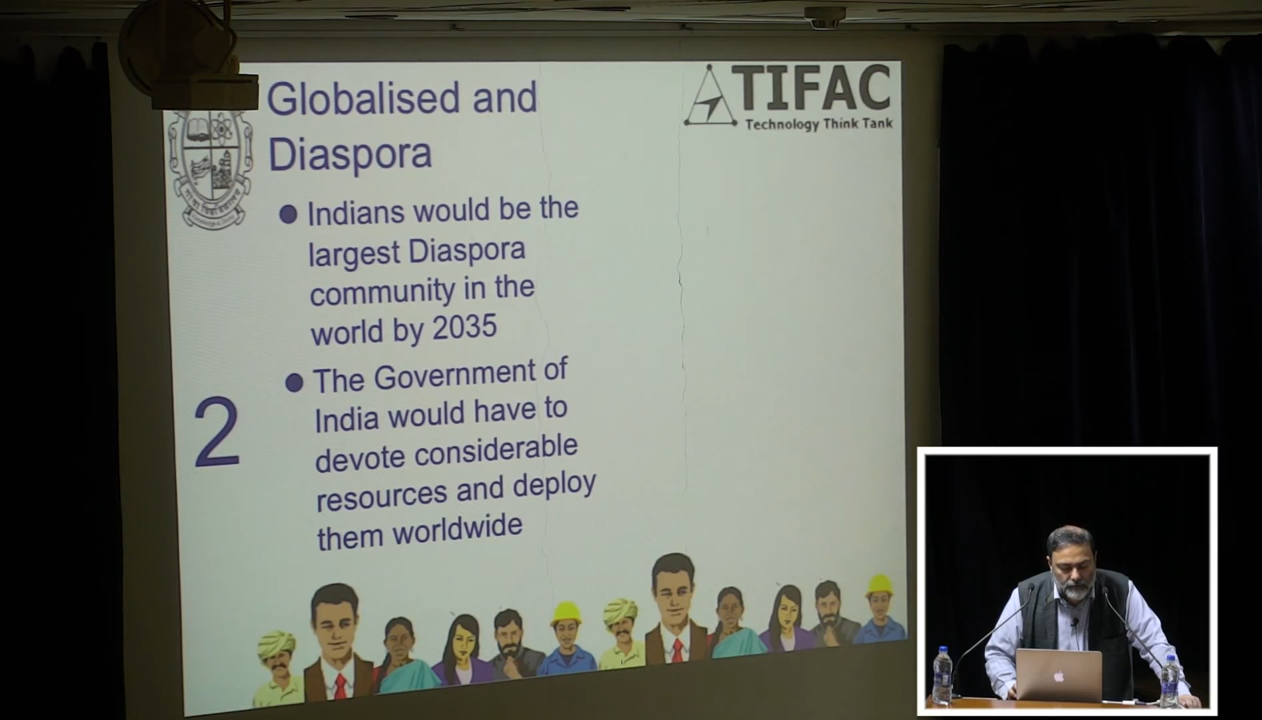 Globalised and
Diaspora
TIFAC
Technology Think Tank
Indians would be the
largest Diaspora
community in the
world by 2035
2
The Government of
India would have to
devote considerable
resources and deploy
them worldwide